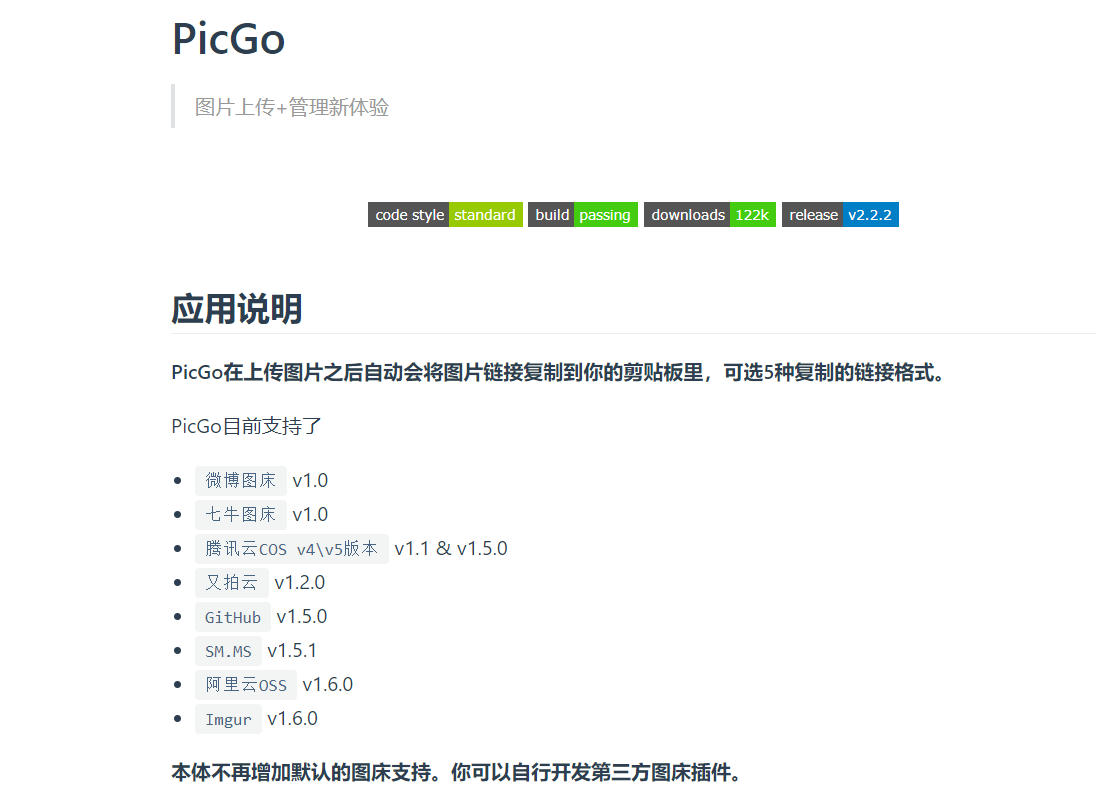 PicGo
图片上传+管理新体验
code style standard build passing downloads 122k release v2.2.2
应用说明
PicGo在上传图片之后自动会将图片链接复制到你的剪贴板里，可选5种复制的链接格式。
PicGo目前支持了
微博图床 v1.0
七牛图床 v1.0
腾讯云COS v4\v5版本 v1.1 & v1.5.0
又拍云 v1.2.0
GitHub v1.5.0
SM.MS v1.5.1
阿里云OSS v1.6.0
Imgur v1.6.0
本体不再增加默认的图床支持。你可以自行开发第三方图床插件。